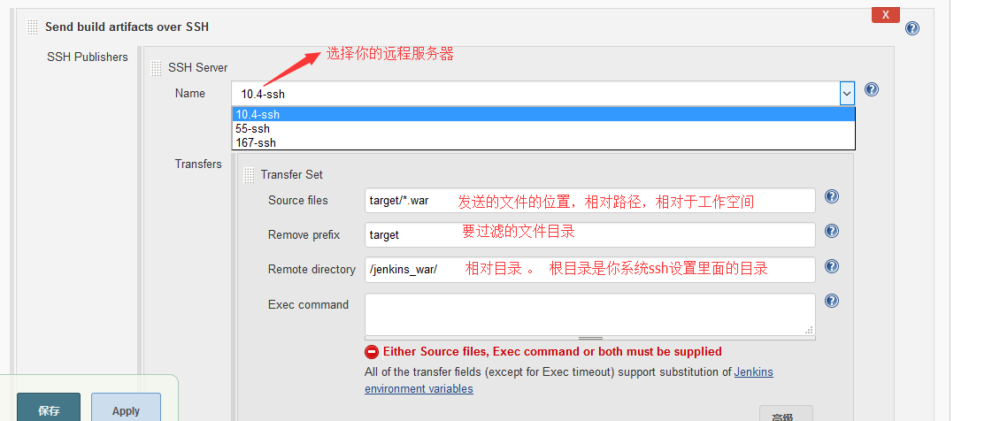 X
Send build artifacts over SSH
SSH Publishers
SSH Server
选择你的远程服务器
Name
10.4-ssh
10.4-ssh
55-ssh
167-ssh
Transfers
Transfer Set
Source files
target/*.war
发送的文件的位置，相对路径，相对于工作空间
Remove prefix
target
要过滤的文件目录
Remote directory
/jenkins_war/
相对目录 。 根目录是你系统ssh设置里面的目录
Exec command
Either Source files, Exec command or both must be supplied
All of the transfer fields (except for Exec timeout) support substitution of Jenkins
environment variables
保存
Apply
高级